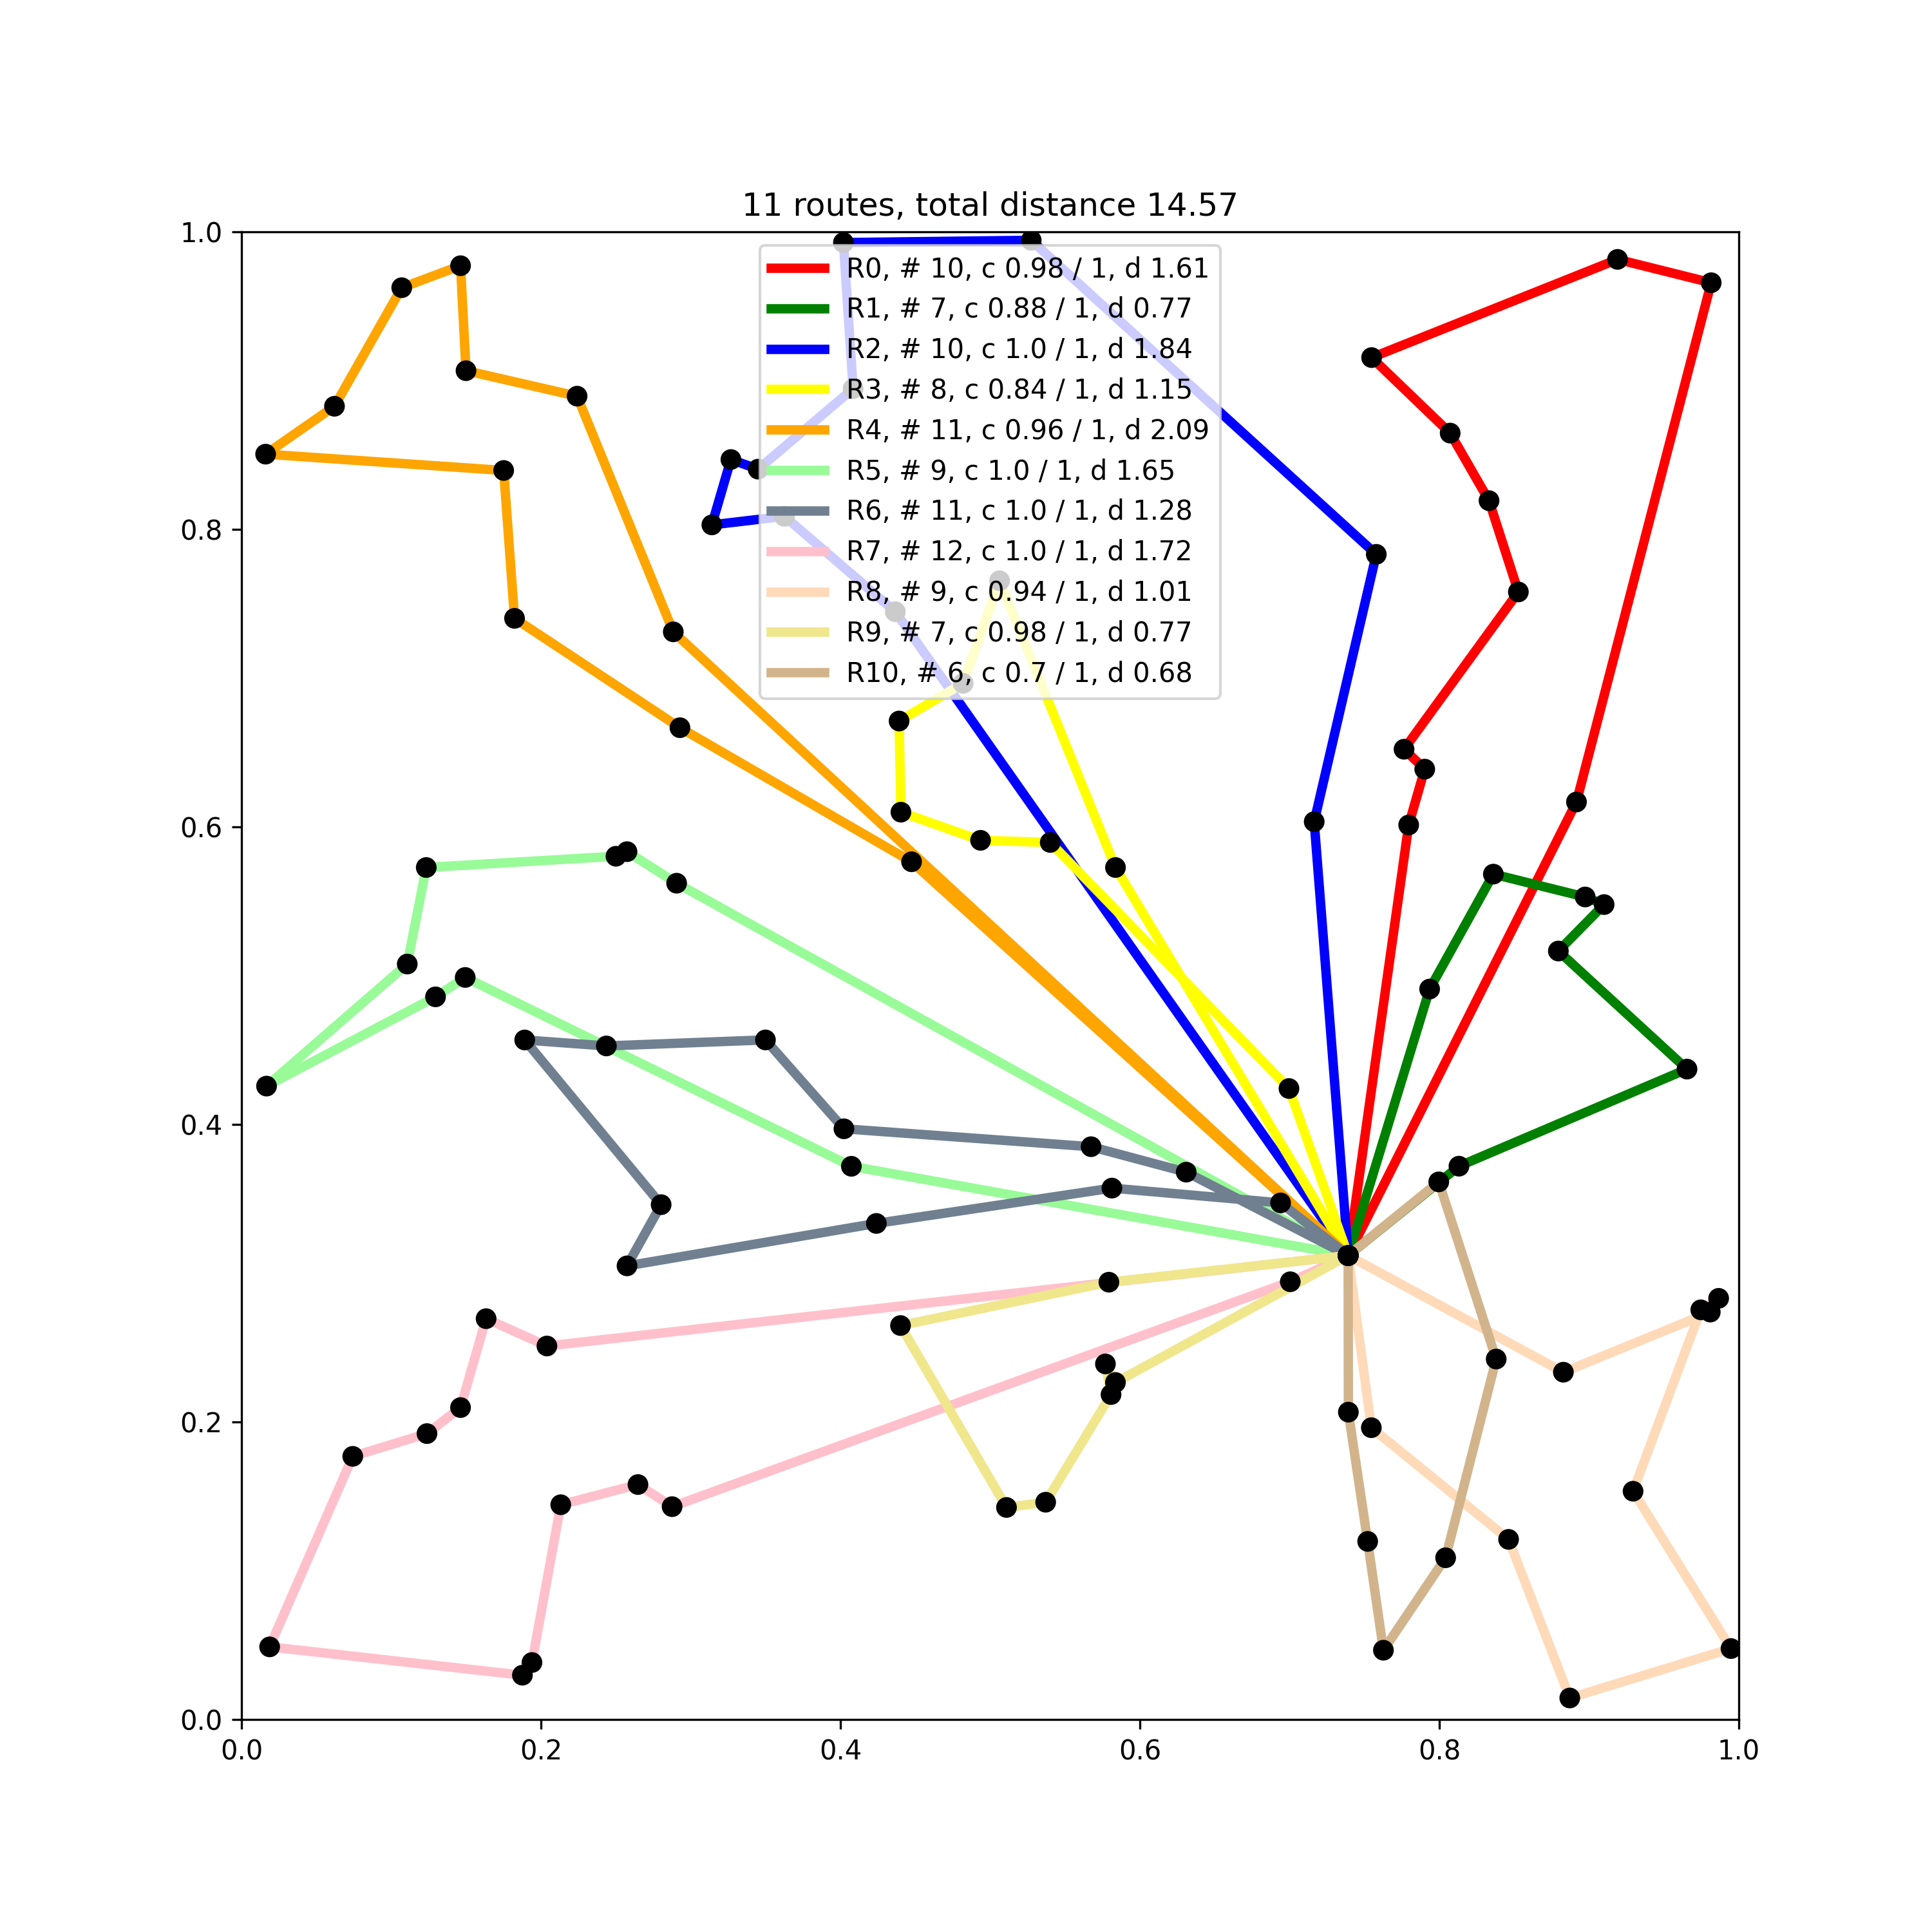 11 routes, total distance 14.57
1.0
R0, # 10, c 0.98 / 1, d 1.61
R1, # 7, c 0.88 / 1, d 0.77
R2, # 10, c 1.0 / 1, d 1.84
R3, # 8, c 0.84 / 1, d 1.15
R4, # 11, c 0.96 / 1, d 2.09
R5, # 9, c 1.0 / 1, d 1.65
R6, # 11, c 1.0 / 1, d 1.28
R7, # 12, c 1.0 / 1, d 1.72
R8, # 9, c 0.94 / 1, d 1.01
R9, # 7, c 0.98 / 1, d 0.77
R10, # 6, c 0.7 / 1, d 0.68
0.8
0.6
0.4
0.2
0.0
0.0 0.2 0.4 0.6 0.8 1.0